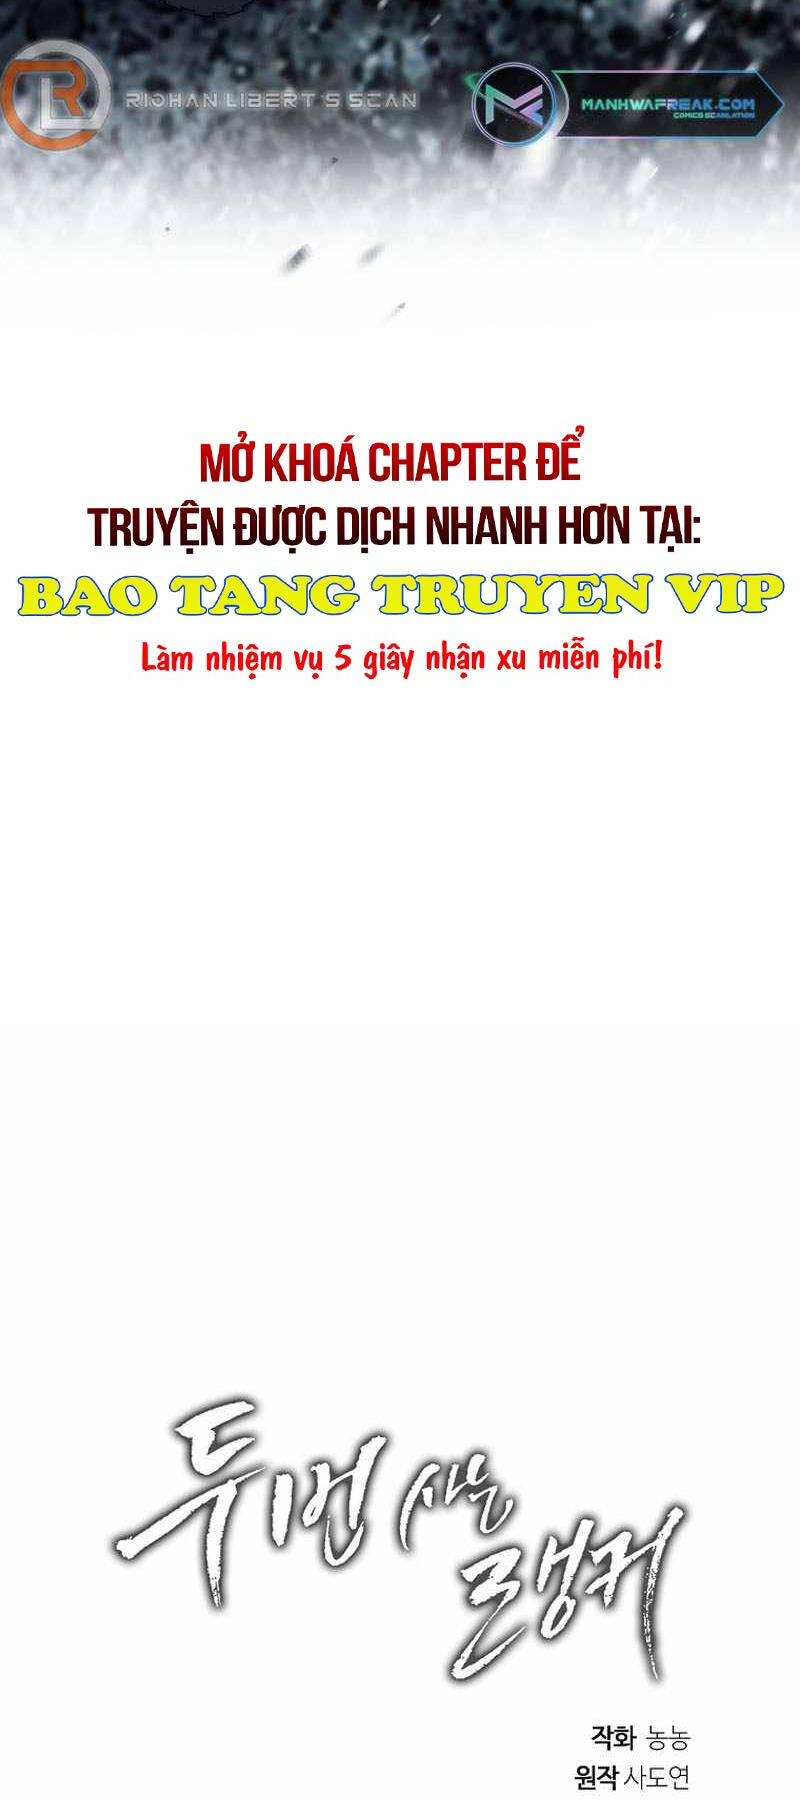 RIOHAN LIBERT'S SCAN
MANHWAFREAK.COM
COMICS SCANLATION
MỞ KHOÁ CHAPTER ĐỂ
TRUYỆN ĐƯỢC DỊCH NHANH HƠN TẠI:
BAO TANG TRUYEN VIP
Làm nhiệm vụ 5 giây nhận xu miễn phí!
두번 사는
랭커
작화 농농
원작 사도연